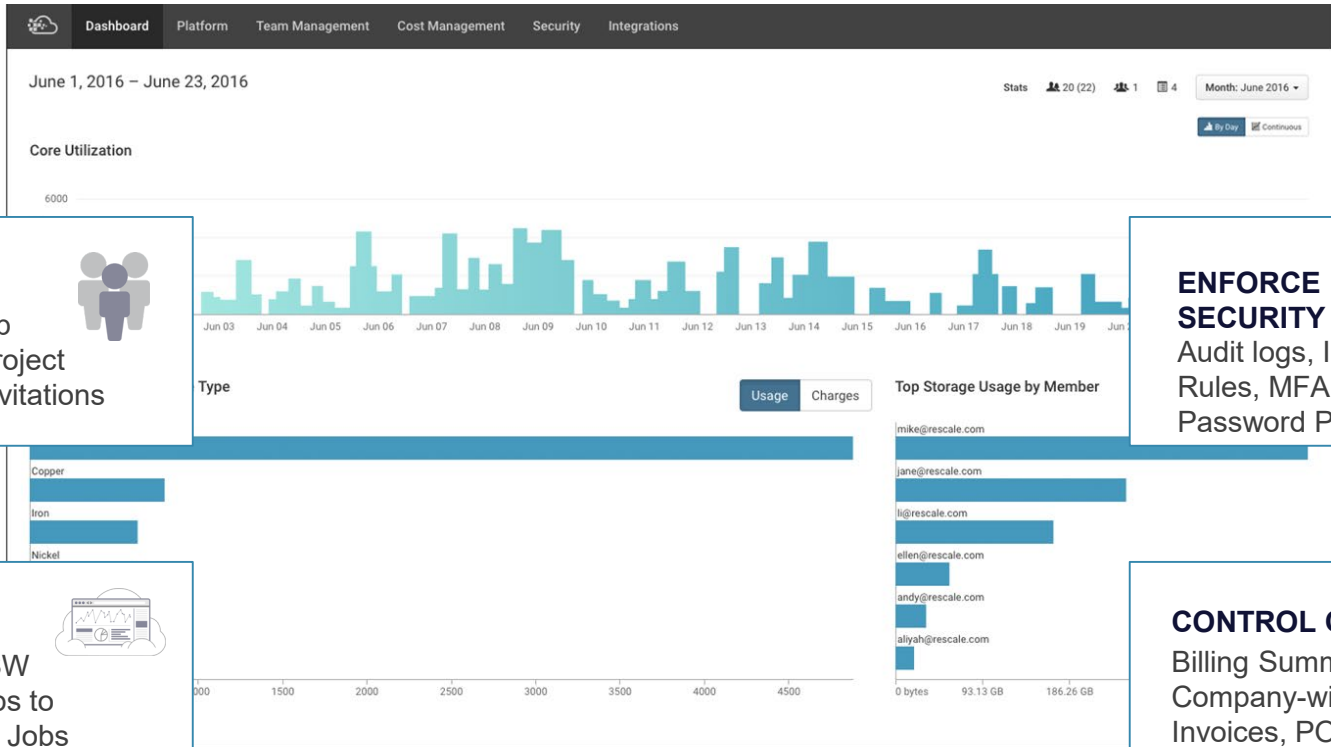 Dashboard Platform Team Management Cost Management Security Integrations
June 1, 2016 – June 23, 2016
Stats 20 (22) 1 4 Month: June 2016
By Day Continuous
Core Utilization
6000
Jun 03 Jun 04 Jun 05 Jun 06 Jun 07 Jun 08 Jun 09 Jun 10 Jun 11 Jun 12 Jun 13 Jun 14 Jun 15 Jun 16 Jun 17 Jun 18 Jun 19 Jun
roject
vitations
ENFORCE
SECURITY
Audit logs, I
Rules, MFA
Password P
Type
Usage Charges
Top Storage Usage by Member
mike@rescale.com
jane@rescale.com
li@rescale.com
ellen@rescale.com
andy@rescale.com
aliyah@rescale.com
0 bytes 93.13 GB 186.26 GB
Copper
Iron
Nickel
W
os to
Jobs
1500 2000 2500 3000 3500 4000 4500
CONTROL
Billing Summ
Company-wi
Invoices, PO